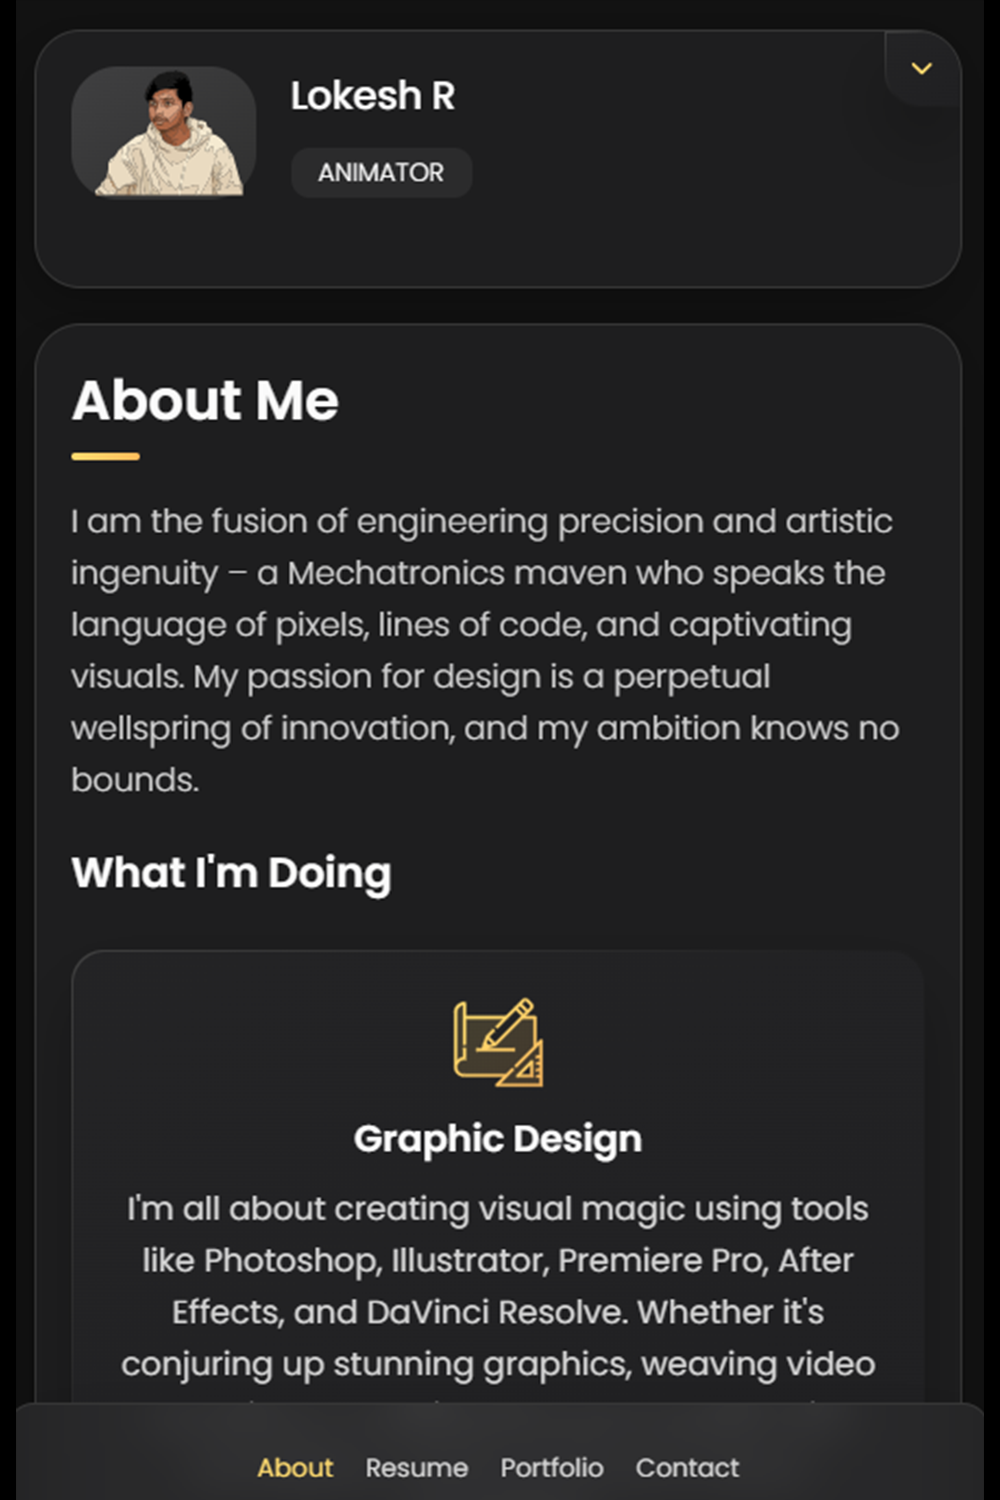 Lokesh R
ANIMATOR
About Me
I am the fusion of engineering precision and artistic
ingenuity – a Mechatronics maven who speaks the
language of pixels, lines of code, and captivating
visuals. My passion for design is a perpetual
wellspring of innovation, and my ambition knows no
bounds.
What I'm Doing
Graphic Design
I'm all about creating visual magic using tools
like Photoshop, Illustrator, Premiere Pro, After
Effects, and DaVinci Resolve. Whether it's
conjuring up stunning graphics, weaving video
About Resume Portfolio Contact